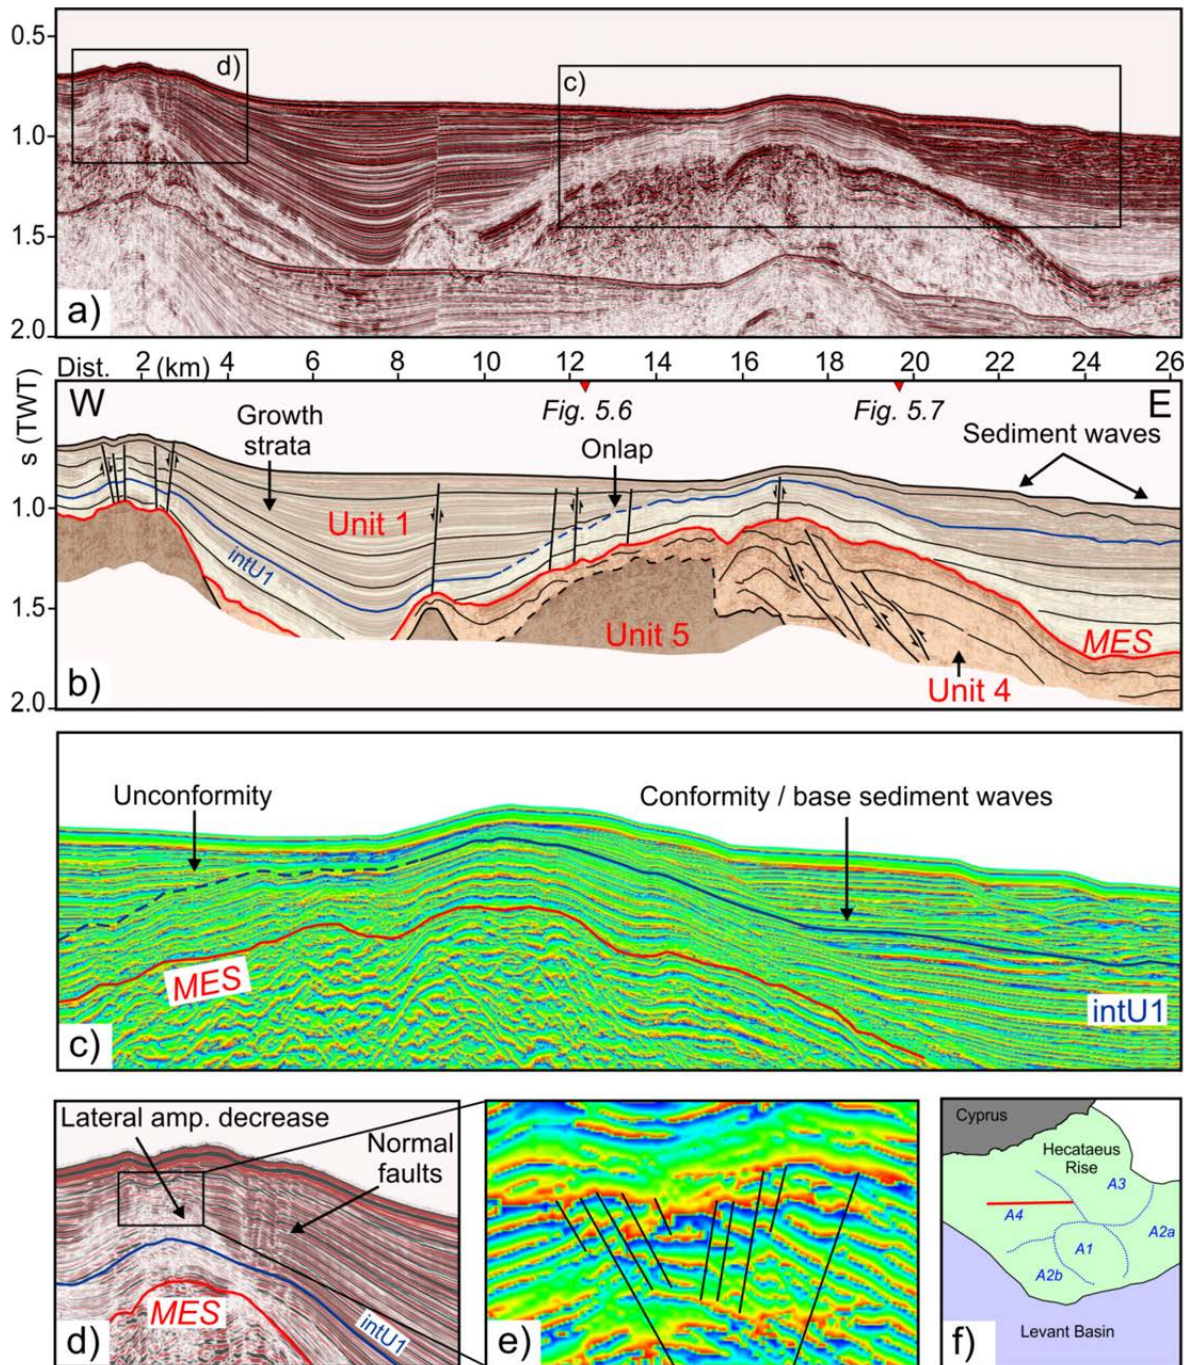 0.5
d)
c)
1.0
1.5
a)
2.0
Dist. 2 (km) 4 6 8 10 12 14 16 18 20 22 24 26
W
E
Fig. 5.6
Fig. 5.7
s (TWT)
Growth
strata
Onlap
Sediment waves
1.0
Unit 1
intU1
1.5
Unit 5
MES
b)
Unit 4
2.0
Unconformity
Conformity / base sediment waves
MES
intU1
c)
Lateral amp. decrease
Normal
faults
MES
intU1
d)
e)
Cyprus
Hecataeus
Rise
A3
A4
A2a
A1
A2b
Levant Basin
f)